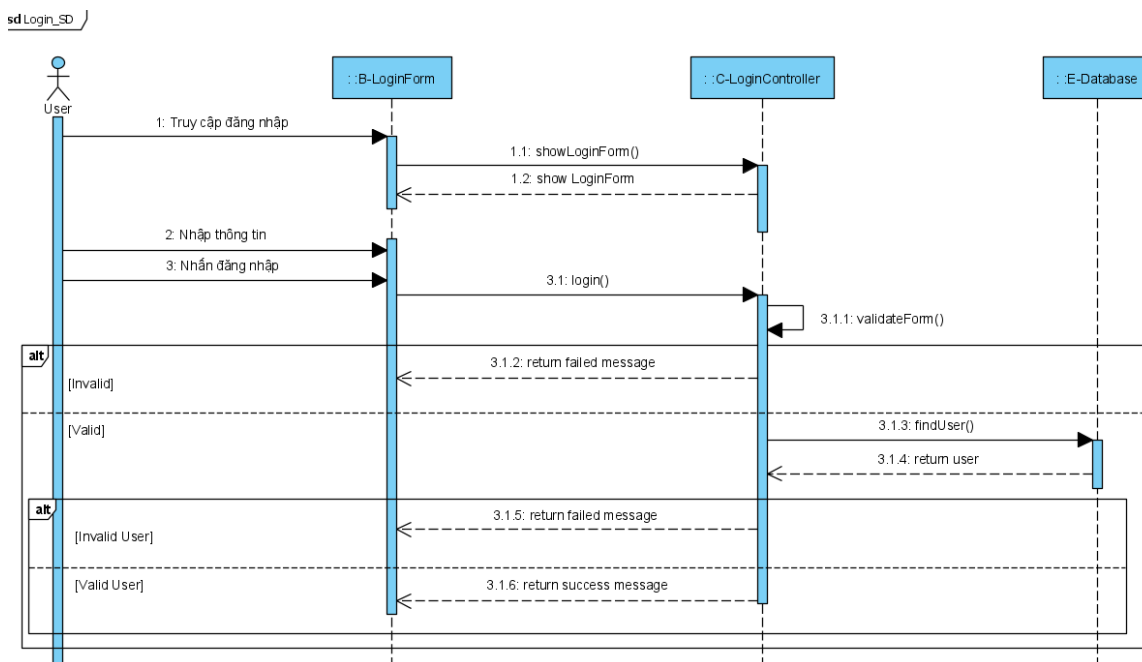 sd Login_SD
User
: :B-LoginForm
: :C-LoginController
: :E-Database
1: Truy cập đăng nhập
1.1: showLoginForm()
1.2: show LoginForm
2: Nhập thông tin
3: Nhấn đăng nhập
3.1: login()
3.1.1: validateForm()
alt
3.1.2: return failed message
[Invalid]
[Valid]
3.1.3: findUser()
3.1.4: return user
alt
3.1.5: return failed message
[Invalid User]
[Valid User]
3.1.6: return success message